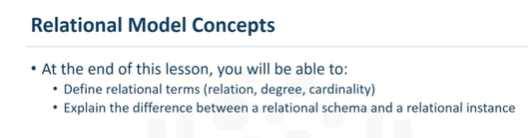 Relational Model Concepts
• At the end of this lesson, you will be able to:
• Define relational terms (relation, degree, cardinality)
• Explain the difference between a relational schema and a relational instance